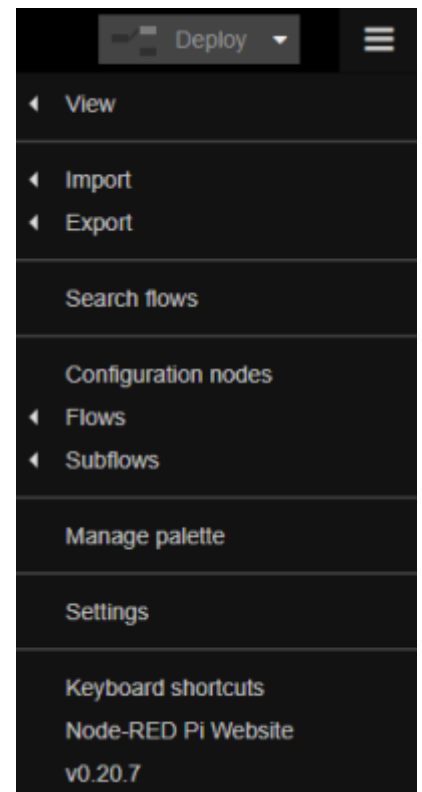 Deploy
View
Import
Export
Search flows
Configuration nodes
Flows
Subflows
Manage palette
Settings
Keyboard shortcuts
Node-RED Pi Website
v0.20.7